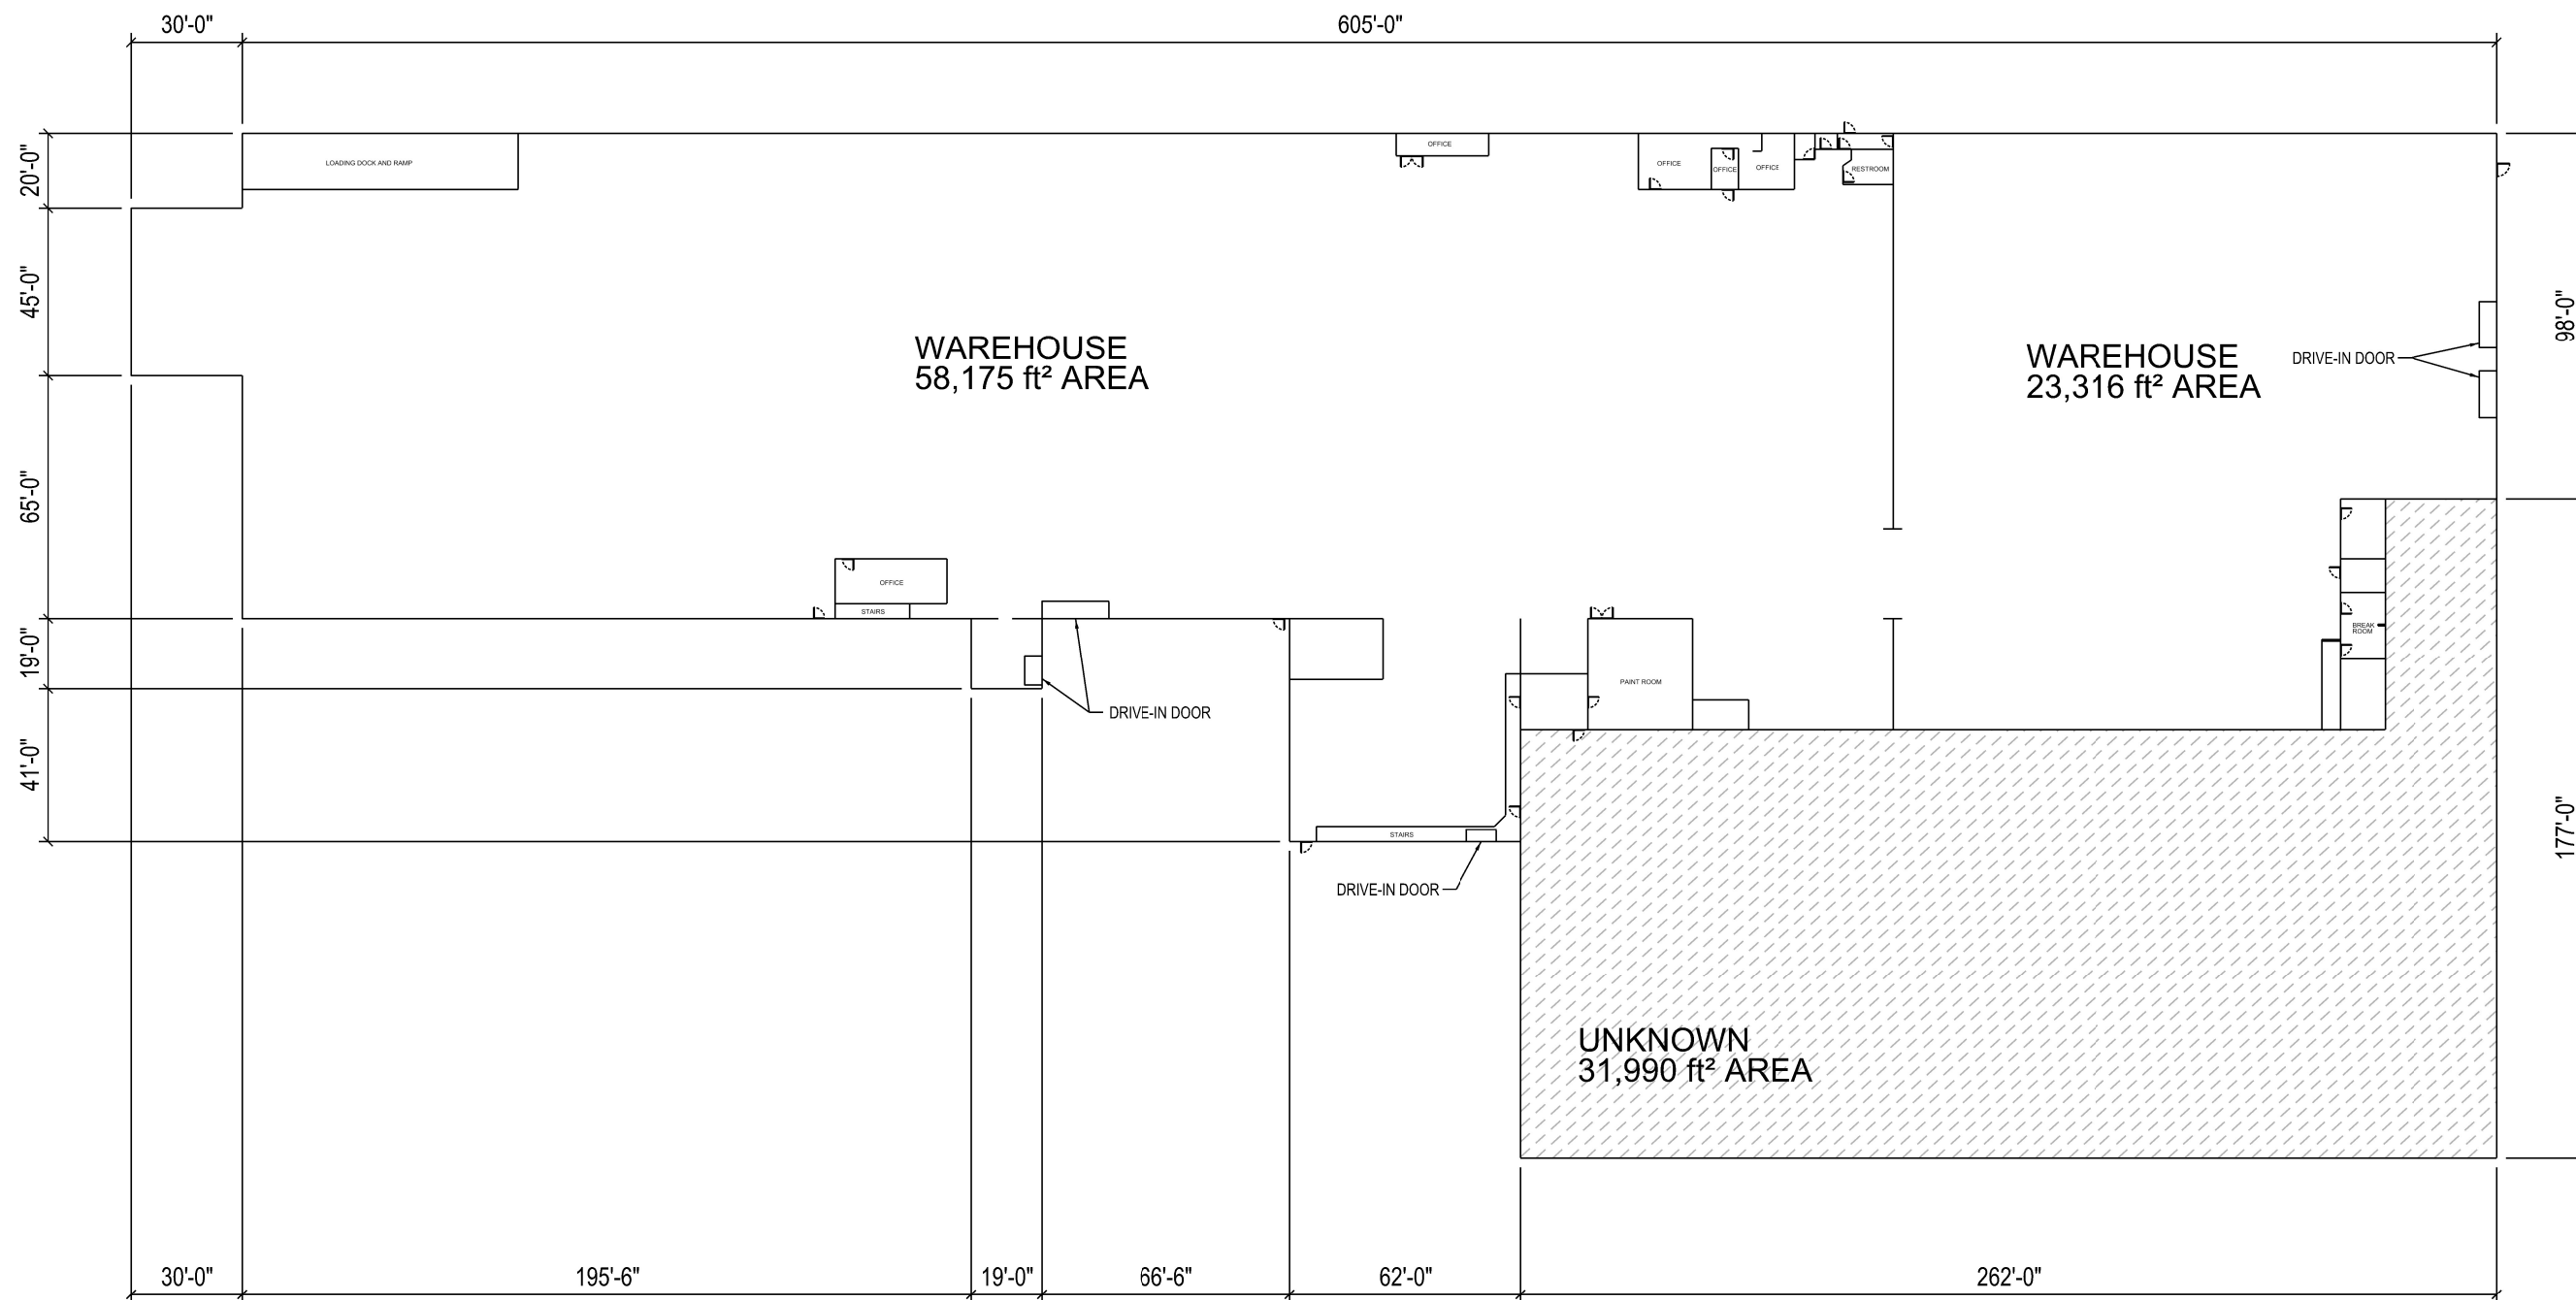 30'-0"
605'-0"
20'-0"
45'-0"
65'-0"
19'-0"
41'-0"
98'-0"
177'-0"
LOADING DOCK AND RAMP
OFFICE
OFFICE
OFFICE
OFFICE
RESTROOM
WAREHOUSE
58,175 ft² AREA
WAREHOUSE
23,316 ft² AREA
DRIVE-IN DOOR
OFFICE
STAIRS
BREAK
ROOM
PAINT ROOM
DRIVE-IN DOOR
STAIRS
DRIVE-IN DOOR
UNKNOWN
31,990 ft² AREA
30'-0"
195'-6"
19'-0"
66'-6"
62'-0"
262'-0"